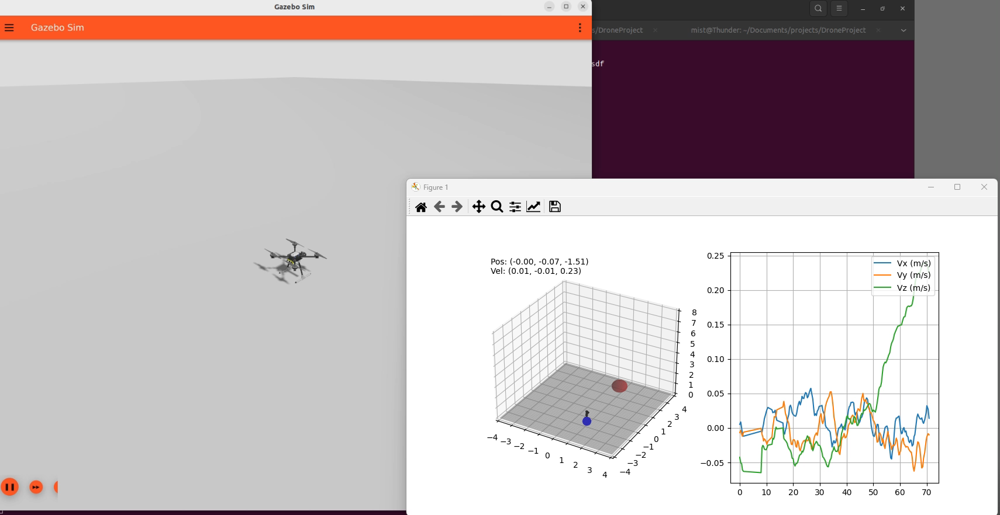 Gazebo Sim
Gazebo Sim
s/DroneProject
mist@Thunder: ~/Documents/projects/DroneProject
sdf
Figure 1
Pos: (-0.00, -0.07, -1.51)
Vel: (0.01, -0.01, 0.23)
8
7
6
5
4
3
2
1
0
−4
−3
−2
−1
0
1
2
3
4
−4
−3
−2
−1
0
1
2
3
4
0.25
0.20
0.15
0.10
0.05
0.00
−0.05
0 10 20 30 40 50 60 70
Vx (m/s)
Vy (m/s)
Vz (m/s)